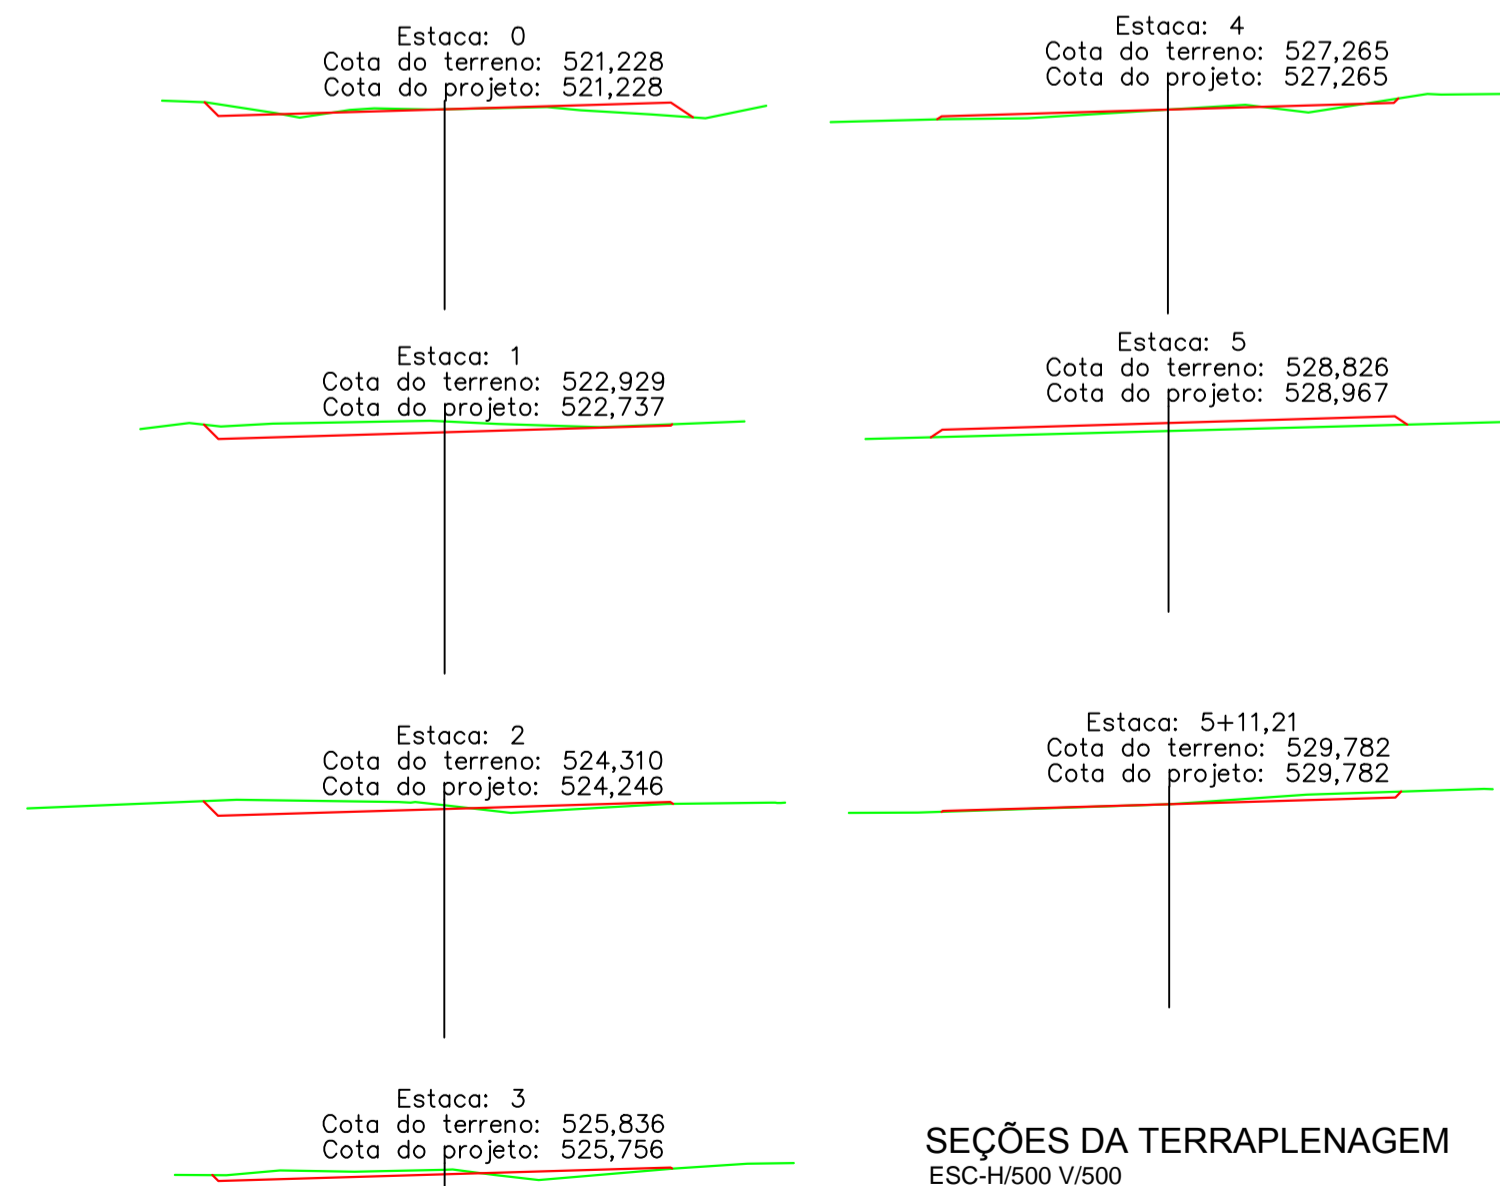 Estaca: 0
Cota do terreno: 521,228
Cota do projeto: 521,228
Estaca: 1
Cota do terreno: 522,929
Cota do projeto: 522,737
Estaca: 2
Cota do terreno: 524,310
Cota do projeto: 524,246
Estaca: 3
Cota do terreno: 525,836
Cota do projeto: 525,756
Estaca: 4
Cota do terreno: 527,265
Cota do projeto: 527,265
Estaca: 5
Cota do terreno: 528,826
Cota do projeto: 528,967
Estaca: 5+11,21
Cota do terreno: 529,782
Cota do projeto: 529,782
SEÇÕES DA TERRAPLENAGEM
ESC-H/500 V/500